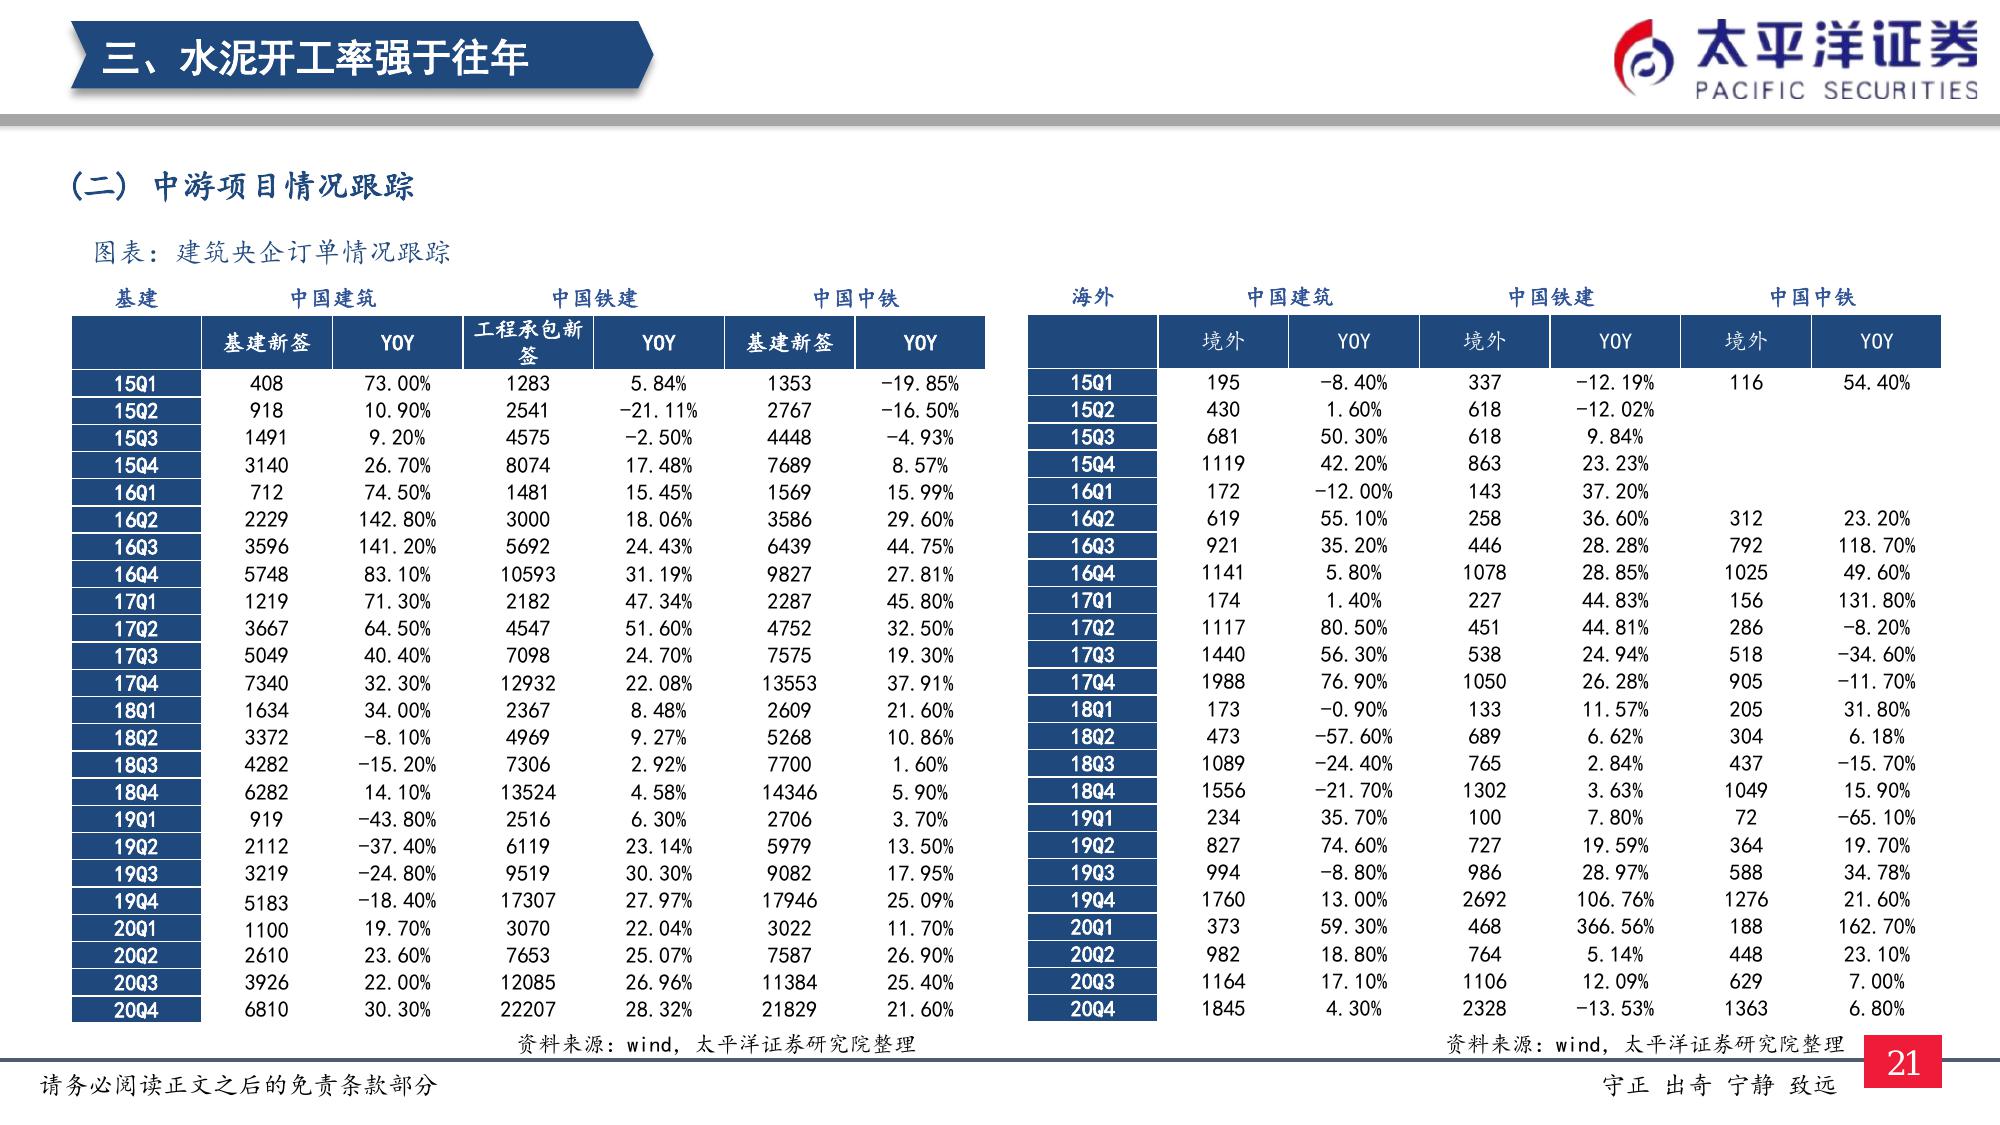 三、水泥开工率强于往年
太平洋证券
PACIFIC SECURITIES
(二) 中游项目情况跟踪
图表：建筑央企订单情况跟踪
基建 中国建筑 中国铁建 中国中铁
基建新签 YOY 工程承包新签 YOY 基建新签 YOY
15Q1 408 73.00% 1283 5.84% 1353 -19.85%
15Q2 918 10.90% 2541 -21.11% 2767 -16.50%
15Q3 1491 9.20% 4575 -2.50% 4448 -4.93%
15Q4 3140 26.70% 8074 17.48% 7689 8.57%
16Q1 712 74.50% 1481 15.45% 1569 15.99%
16Q2 2229 142.80% 3000 18.06% 3586 29.60%
16Q3 3596 141.20% 5692 24.43% 6439 44.75%
16Q4 5748 83.10% 10593 31.19% 9827 27.81%
17Q1 1219 71.30% 2182 47.34% 2287 45.80%
17Q2 3667 64.50% 4547 51.60% 4752 32.50%
17Q3 5049 40.40% 7098 24.70% 7575 19.30%
17Q4 7340 32.30% 12932 22.08% 13553 37.91%
18Q1 1634 34.00% 2367 8.48% 2609 21.60%
18Q2 3372 -8.10% 4969 9.27% 5268 10.86%
18Q3 4282 -15.20% 7306 2.92% 7700 1.60%
18Q4 6282 14.10% 13524 4.58% 14346 5.90%
19Q1 919 -43.80% 2516 6.30% 2706 3.70%
19Q2 2112 -37.40% 6119 23.14% 5979 13.50%
19Q3 3219 -24.80% 9519 30.30% 9082 17.95%
19Q4 5183 -18.40% 17307 27.97% 17946 25.09%
20Q1 1100 19.70% 3070 22.04% 3022 11.70%
20Q2 2610 23.60% 7653 25.07% 7587 26.90%
20Q3 3926 22.00% 12085 26.96% 11384 25.40%
20Q4 6810 30.30% 22207 28.32% 21829 21.60%
资料来源：wind，太平洋证券研究院整理
海外 中国建筑 中国铁建 中国中铁
境外 YOY 境外 YOY 境外 YOY
15Q1 195 -8.40% 337 -12.19% 116 54.40%
15Q2 430 1.60% 618 -12.02%
15Q3 681 50.30% 618 9.84%
15Q4 1119 42.20% 863 23.23%
16Q1 172 -12.00% 143 37.20%
16Q2 619 55.10% 258 36.60% 312 23.20%
16Q3 921 35.20% 446 28.28% 792 118.70%
16Q4 1141 5.80% 1078 28.85% 1025 49.60%
17Q1 174 1.40% 227 44.83% 156 131.80%
17Q2 1117 80.50% 451 44.81% 286 -8.20%
17Q3 1440 56.30% 538 24.94% 518 -34.60%
17Q4 1988 76.90% 1050 26.28% 905 -11.70%
18Q1 173 -0.90% 133 11.57% 205 31.80%
18Q2 473 -57.60% 689 6.62% 304 6.18%
18Q3 1089 -24.40% 765 2.84% 437 -15.70%
18Q4 1556 -21.70% 1302 3.63% 1049 15.90%
19Q1 234 35.70% 100 7.80% 72 -65.10%
19Q2 827 74.60% 727 19.59% 364 19.70%
19Q3 994 -8.80% 986 28.97% 588 34.78%
19Q4 1760 13.00% 2692 106.76% 1276 21.60%
20Q1 373 59.30% 468 366.56% 188 162.70%
20Q2 982 18.80% 764 5.14% 448 23.10%
20Q3 1164 17.10% 1106 12.09% 629 7.00%
20Q4 1845 4.30% 2328 -13.53% 1363 6.80%
资料来源：wind，太平洋证券研究院整理
请务必阅读正文之后的免责条款部分
守正 出奇 宁静 致远
21